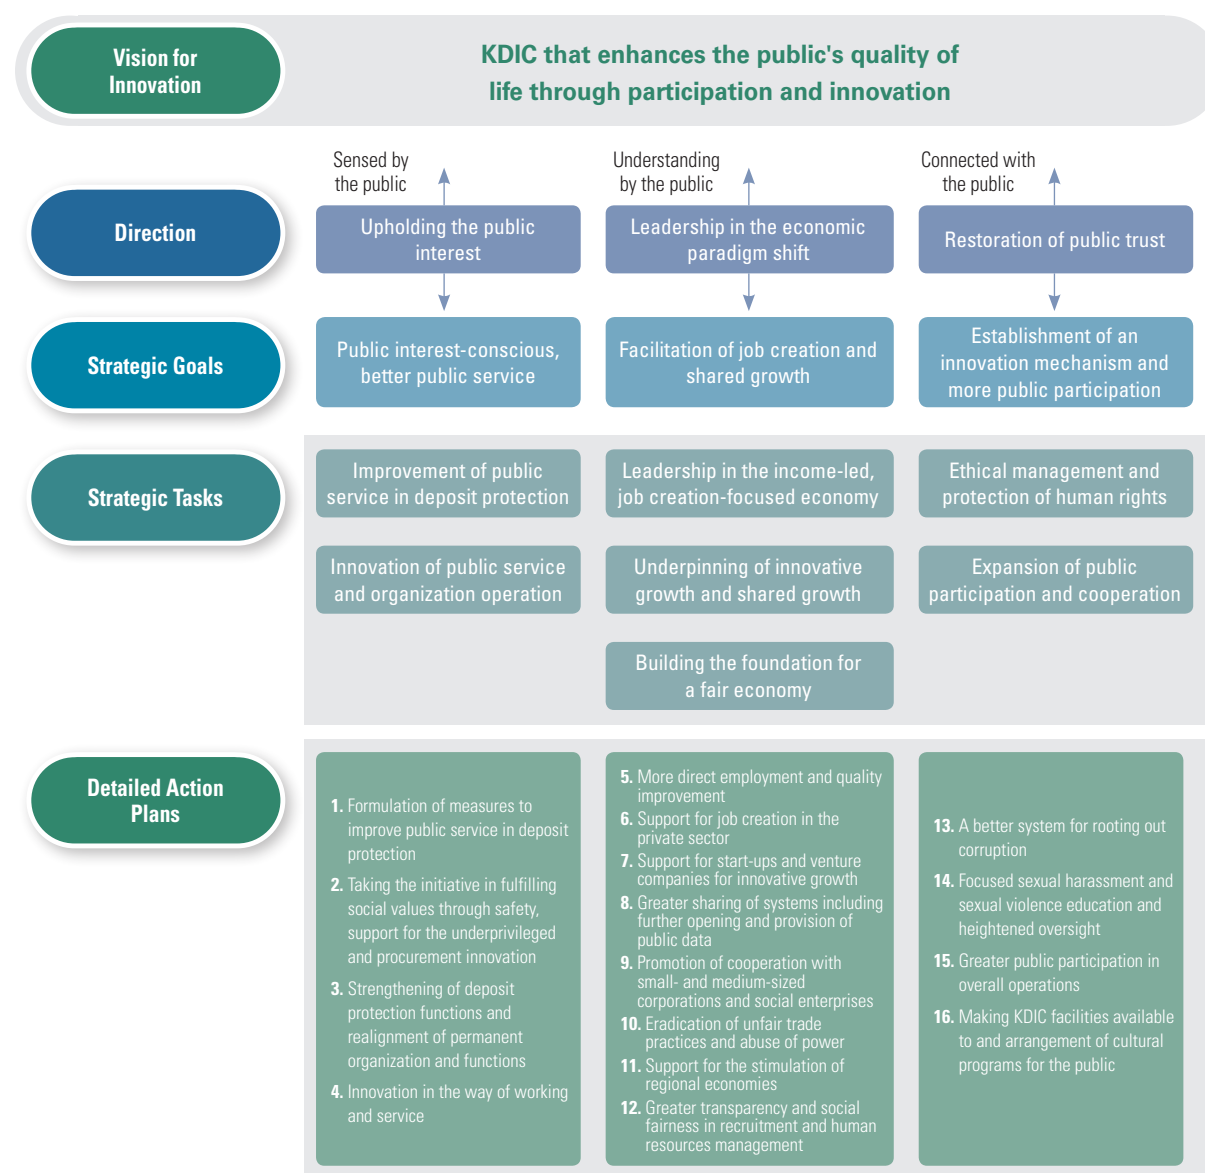 Vision for
Innovation
KDIC that enhances the public's quality of
life through participation and innovation
Sensed by
the public
Understanding
by the public
Connected with
the public
Direction
Upholding the public
interest
Leadership in the economic
paradigm shift
Restoration of public trust
Strategic Goals
Public interest-conscious,
better public service
Facilitation of job creation and
shared growth
Establishment of an
innovation mechanism and
more public participation
Strategic Tasks
Improvement of public
service in deposit protection
Leadership in the income-led,
job creation-focused economy
Ethical management and
protection of human rights
Innovation of public service
and organization operation
Underpinning of innovative
growth and shared growth
Expansion of public
participation and cooperation
Building the foundation for
a fair economy
Detailed Action
Plans
1. Formulation of measures to
improve public service in deposit
protection
2. Taking the initiative in fulfilling
social values through safety,
support for the underprivileged
and procurement innovation
3. Strengthening of deposit
protection functions and
realignment of permanent
organization and functions
4. Innovation in the way of working
and service
5. More direct employment and quality
improvement
6. Support for job creation in the
private sector
7. Support for start-ups and venture
companies for innovative growth
8. Greater sharing of systems including
further opening and provision of
public data
9. Promotion of cooperation with
small- and medium-sized
corporations and social enterprises
10. Eradication of unfair trade
practices and abuse of power
11. Support for the stimulation of
regional economies
12. Greater transparency and social
fairness in recruitment and human
resources management
13. A better system for rooting out
corruption
14. Focused sexual harassment and
sexual violence education and
heightened oversight
15. Greater public participation in
overall operations
16. Making KDIC facilities available
to and arrangement of cultural
programs for the public